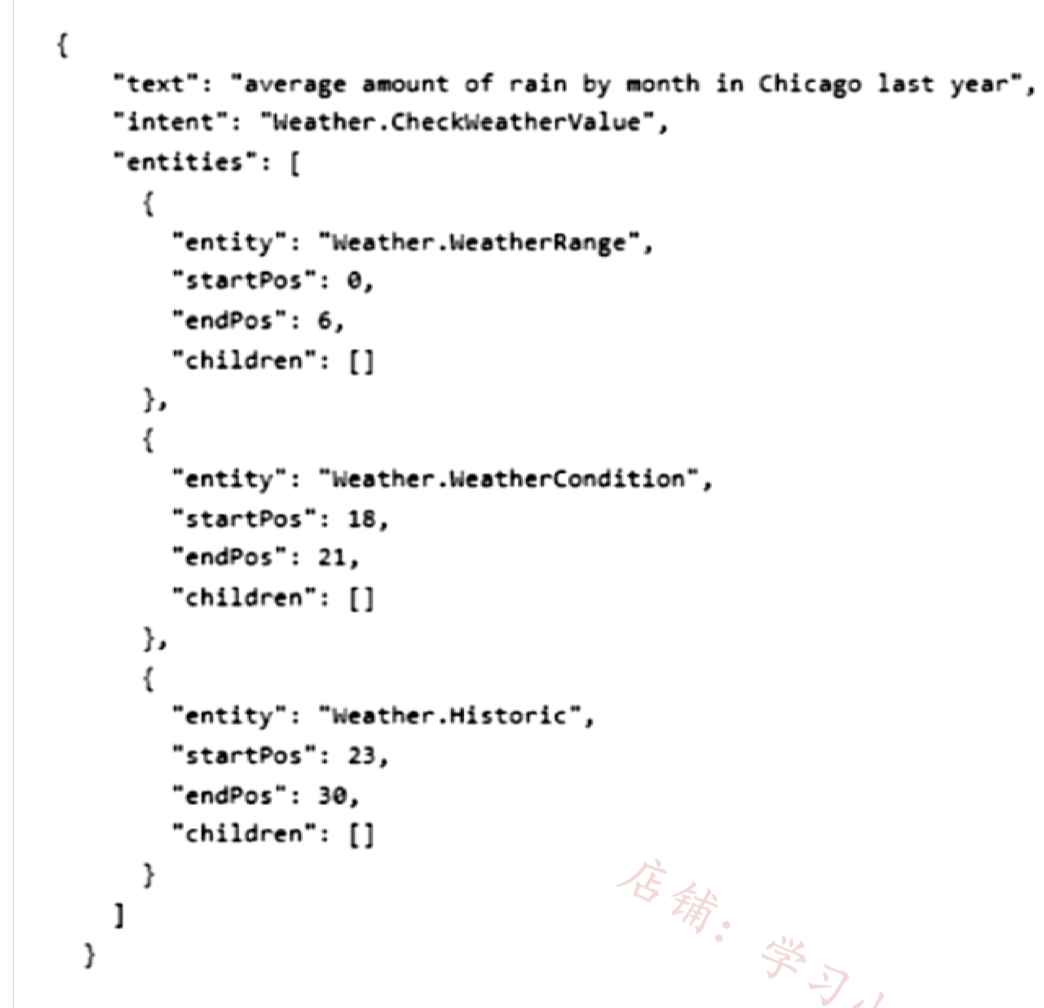 {
"text": "average amount of rain by month in Chicago last year",
"intent": "Weather.CheckWeatherValue",
"entities": [
{
"entity": "Weather.WeatherRange",
"startPos": 0,
"endPos": 6,
"children": []
},
{
"entity": "Weather.WeatherCondition",
"startPos": 18,
"endPos": 21,
"children": []
},
{
"entity": "Weather.Historic",
"startPos": 23,
"endPos": 30,
"children": []
}
]
}
店铺：学习